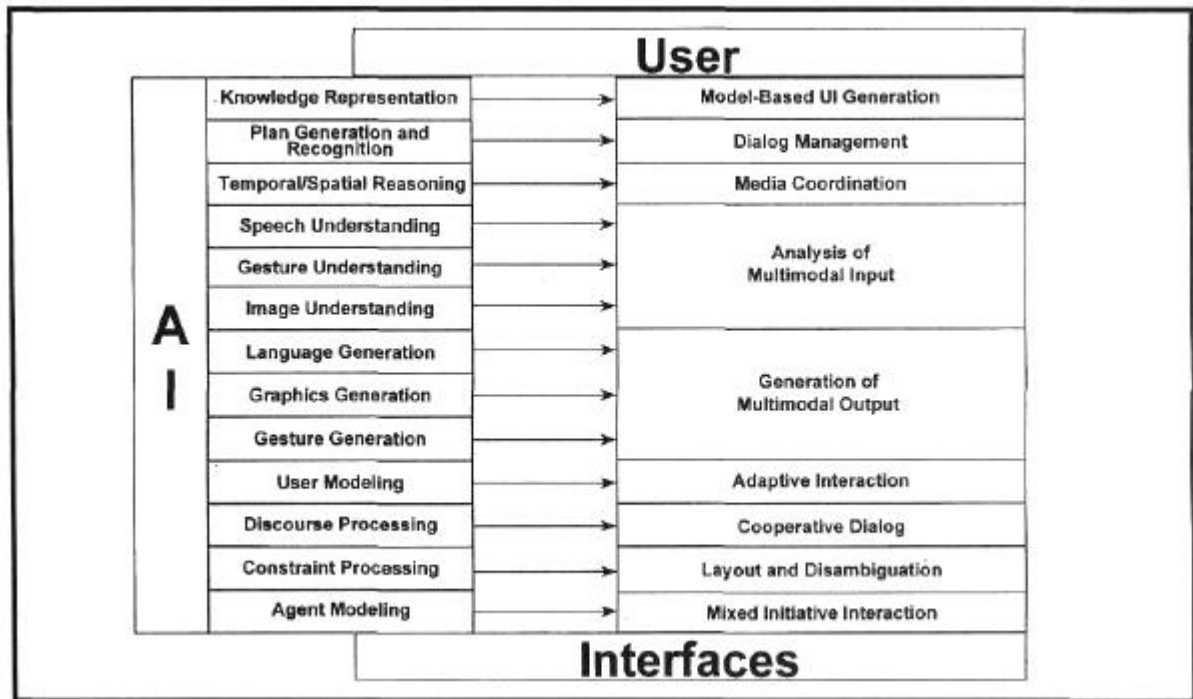 User
Knowledge Representation
Model-Based UI Generation
Plan Generation and
Recognition
Dialog Management
Temporal/Spatial Reasoning
Media Coordination
Speech Understanding
Gesture Understanding
Image Understanding
Analysis of
Multimodal Input
A
I
Language Generation
Graphics Generation
Gesture Generation
Generation of
Multimodal Output
User Modeling
Adaptive Interaction
Discourse Processing
Cooperative Dialog
Constraint Processing
Layout and Disambiguation
Agent Modeling
Mixed Initiative Interaction
Interfaces